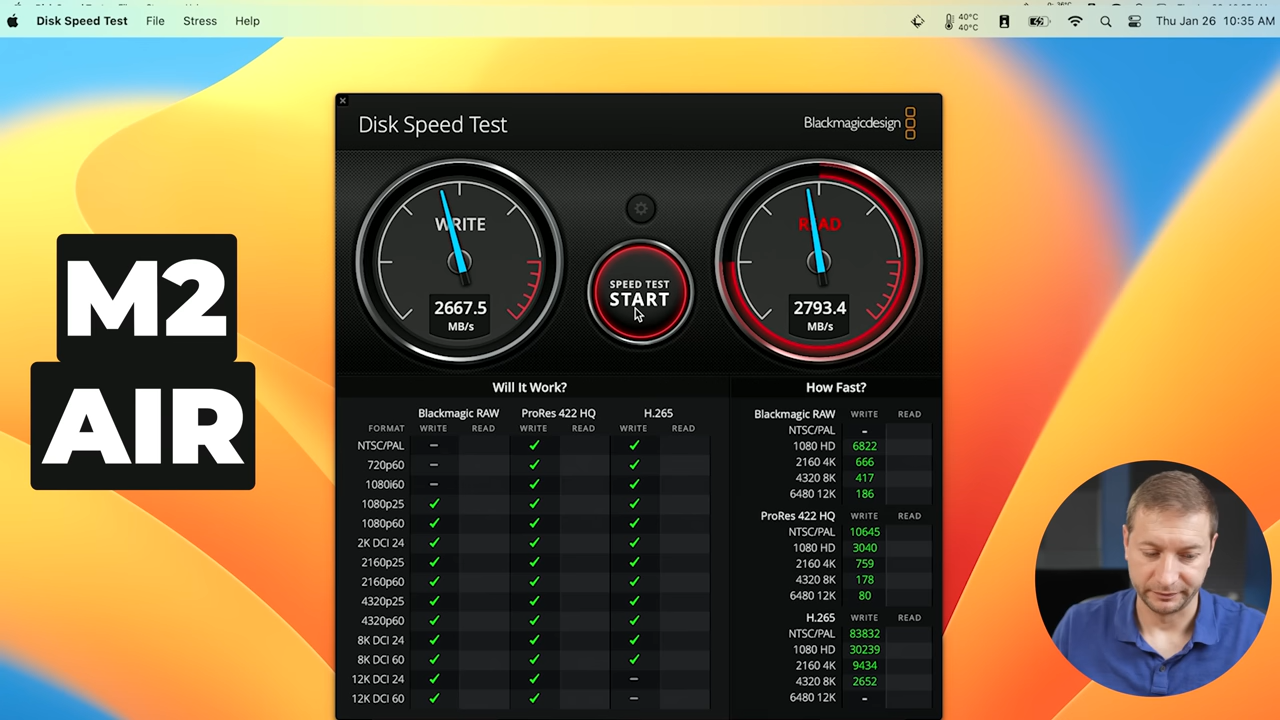 Disk Speed Test File Stress Help 40°C 40°C Thu Jan 26 10:35 AM
Disk Speed Test
Blackmagicdesign
WRITE
2667.5
MB/s
SPEED TEST
START
READ
2793.4
MB/s
M2
AIR
Will It Work?
Blackmagic RAW ProRes 422 HQ H.265
FORMAT WRITE READ WRITE READ WRITE READ
NTSC/PAL – ✓ ✓
720p60 – ✓ ✓
1080i60 – ✓ ✓
1080p25 ✓ ✓ ✓
1080p60 ✓ ✓ ✓
2K DCI 24 ✓ ✓ ✓
2160p25 ✓ ✓ ✓
2160p60 ✓ ✓ ✓
4320p25 ✓ ✓ ✓
4320p60 ✓ ✓ ✓
8K DCI 24 ✓ ✓ ✓
8K DCI 60 ✓ ✓ ✓
12K DCI 24 ✓ ✓ –
12K DCI 60 ✓ ✓ –
How Fast?
Blackmagic RAW WRITE READ
NTSC/PAL -
1080 HD 6822
2160 4K 666
4320 8K 417
6480 12K 186
ProRes 422 HQ WRITE READ
NTSC/PAL 10645
1080 HD 3040
2160 4K 759
4320 8K 178
6480 12K 80
H.265 WRITE READ
NTSC/PAL 83832
1080 HD 30239
2160 4K 9434
4320 8K 2652
6480 12K -